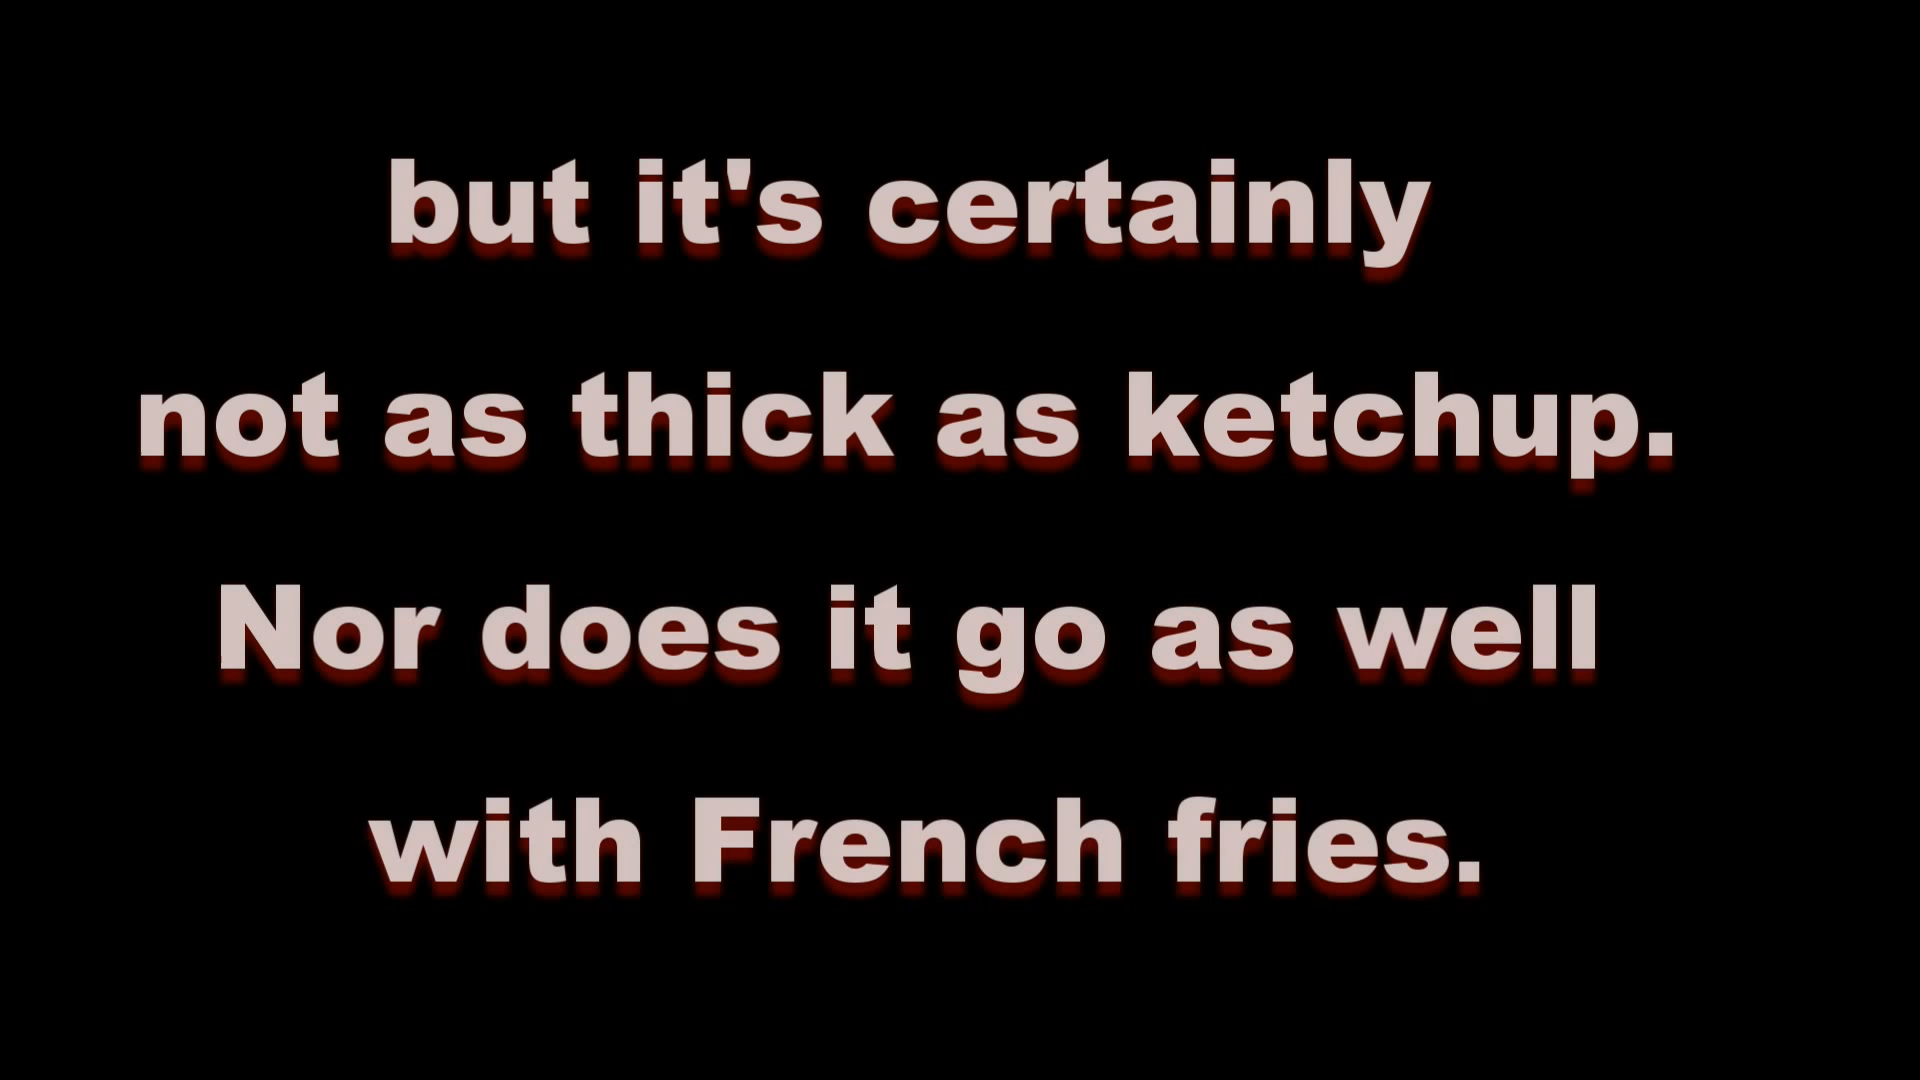 but it's certainly
not as thick as ketchup.
Nor does it go as well
with French fries.